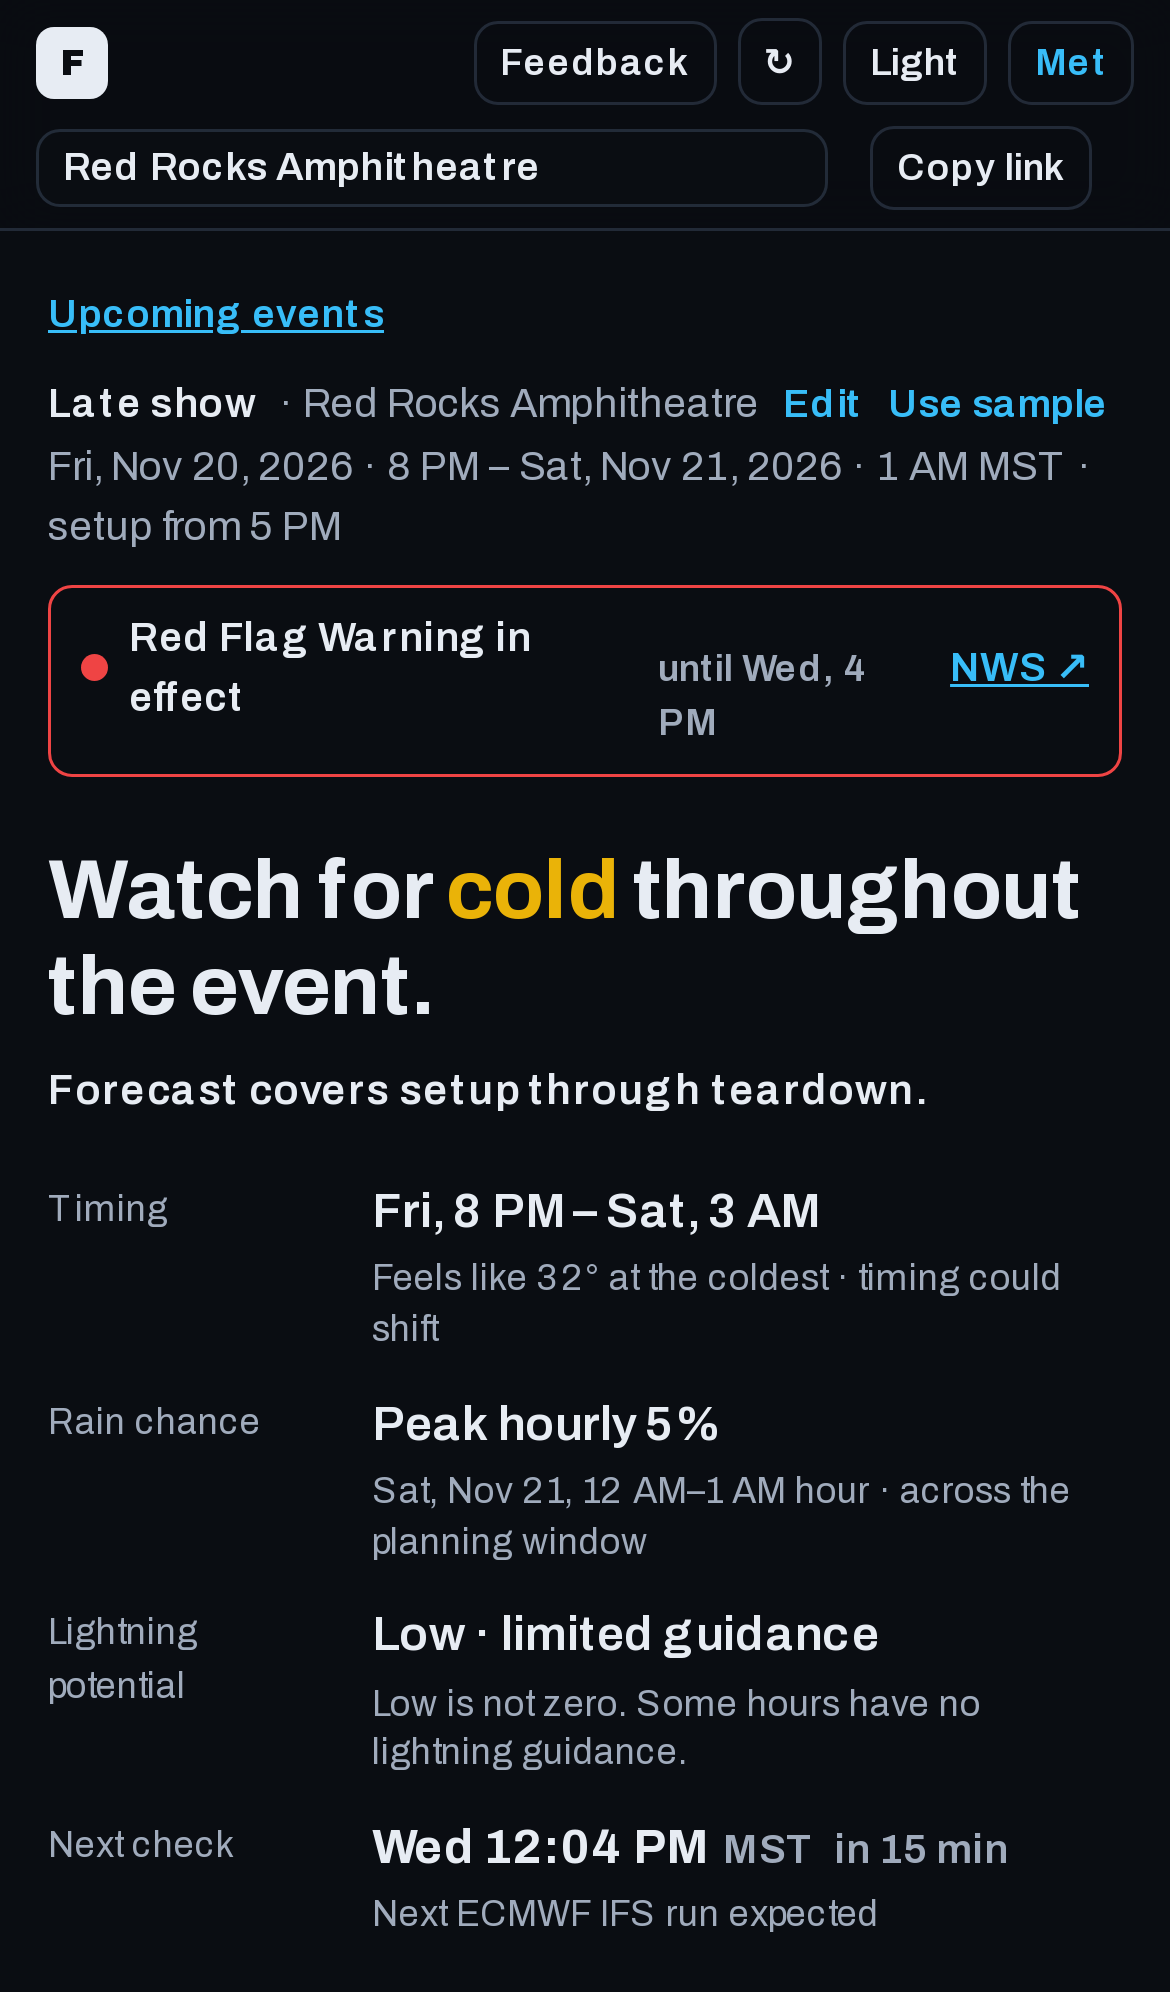 F
Feedback ↻ Light Met
Red Rocks Amphitheatre Copy link
Upcoming events
Late show · Red Rocks Amphitheatre Edit Use sample
Fri, Nov 20, 2026 · 8 PM – Sat, Nov 21, 2026 · 1 AM MST ·
setup from 5 PM
Red Flag Warning in
effect
until Wed, 4
PM
NWS ↗
Watch for cold throughout
the event.
Forecast covers setup through teardown.
Timing
Fri, 8 PM – Sat, 3 AM
Feels like 32° at the coldest · timing could
shift
Rain chance
Peak hourly 5%
Sat, Nov 21, 12 AM–1 AM hour · across the
planning window
Lightning
potential
Low · limited guidance
Low is not zero. Some hours have no
lightning guidance.
Next check
Wed 12:04 PM MST in 15 min
Next ECMWF IFS run expected